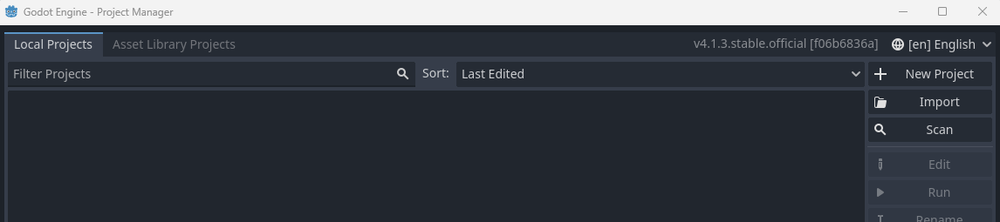 Godot Engine - Project Manager
Local Projects Asset Library Projects v4.1.3.stable.official [f06b6836a] [en] English
Filter Projects Sort: Last Edited New Project
Import
Scan
Edit
Run
Rename